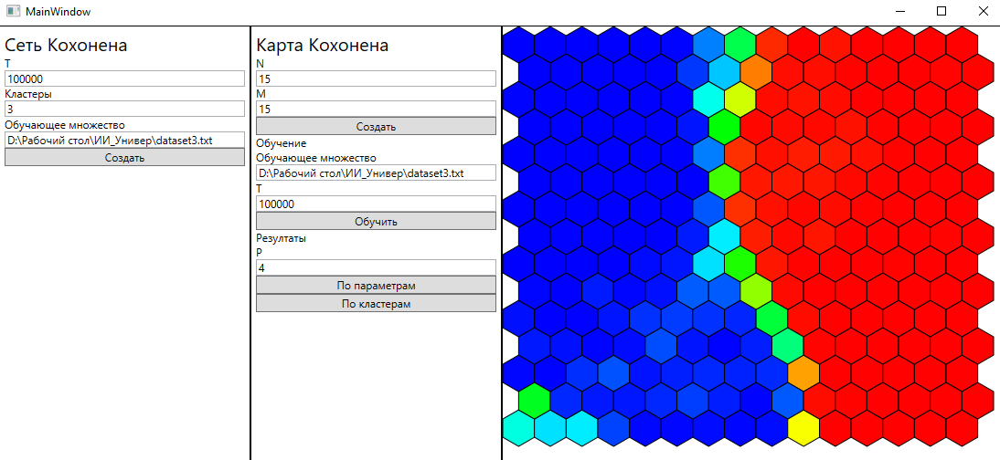 MainWindow
Сеть Кохонена
T
100000
Кластеры
3
Обучающее множество
D:\Рабочий стол\ИИ_Универ\dataset3.txt
Создать
Карта Кохонена
N
15
M
15
Создать
Обучение
Обучающее множество
D:\Рабочий стол\ИИ_Универ\dataset3.txt
T
100000
Обучить
Резултаты
P
4
По параметрам
По кластерам